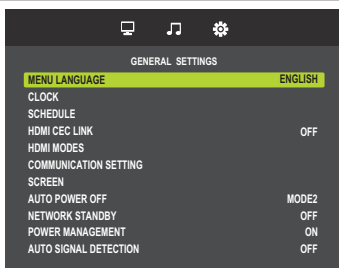 GENERAL SETTINGS
MENU LANGUAGE ENGLISH
CLOCK
SCHEDULE
HDMI CEC LINK OFF
HDMI MODES
COMMUNICATION SETTING
SCREEN
AUTO POWER OFF MODE2
NETWORK STANDBY OFF
POWER MANAGEMENT ON
AUTO SIGNAL DETECTION OFF